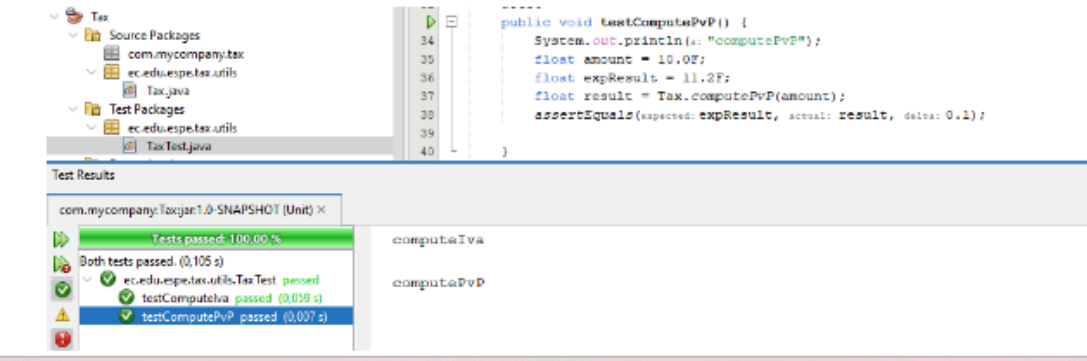 Tax
Source Packages
com.mycompany.tax
ec.edu.espe.tax.utils
Tax.java
Test Packages
ec.edu.espe.tax.utils
TaxTest.java
public void testComputePvP() {
34 System.out.println(x: "computePvP");
35 float amount = 10.0F;
36 float expResult = 11.2F;
37 float result = Tax.computePvP(amount);
38 assertEquals(expected: expResult, actual: result, delta: 0.1);
39
40 }
Test Results
com.mycompany:Tax:jar:1.0-SNAPSHOT (Unit) ×
Tests passed: 100,00 %
Both tests passed. (0,105 s)
ec.edu.espe.tax.utils.TaxTest passed
testComputeIva passed (0,059 s)
testComputePvP passed (0,007 s)
computeIva
computePvP